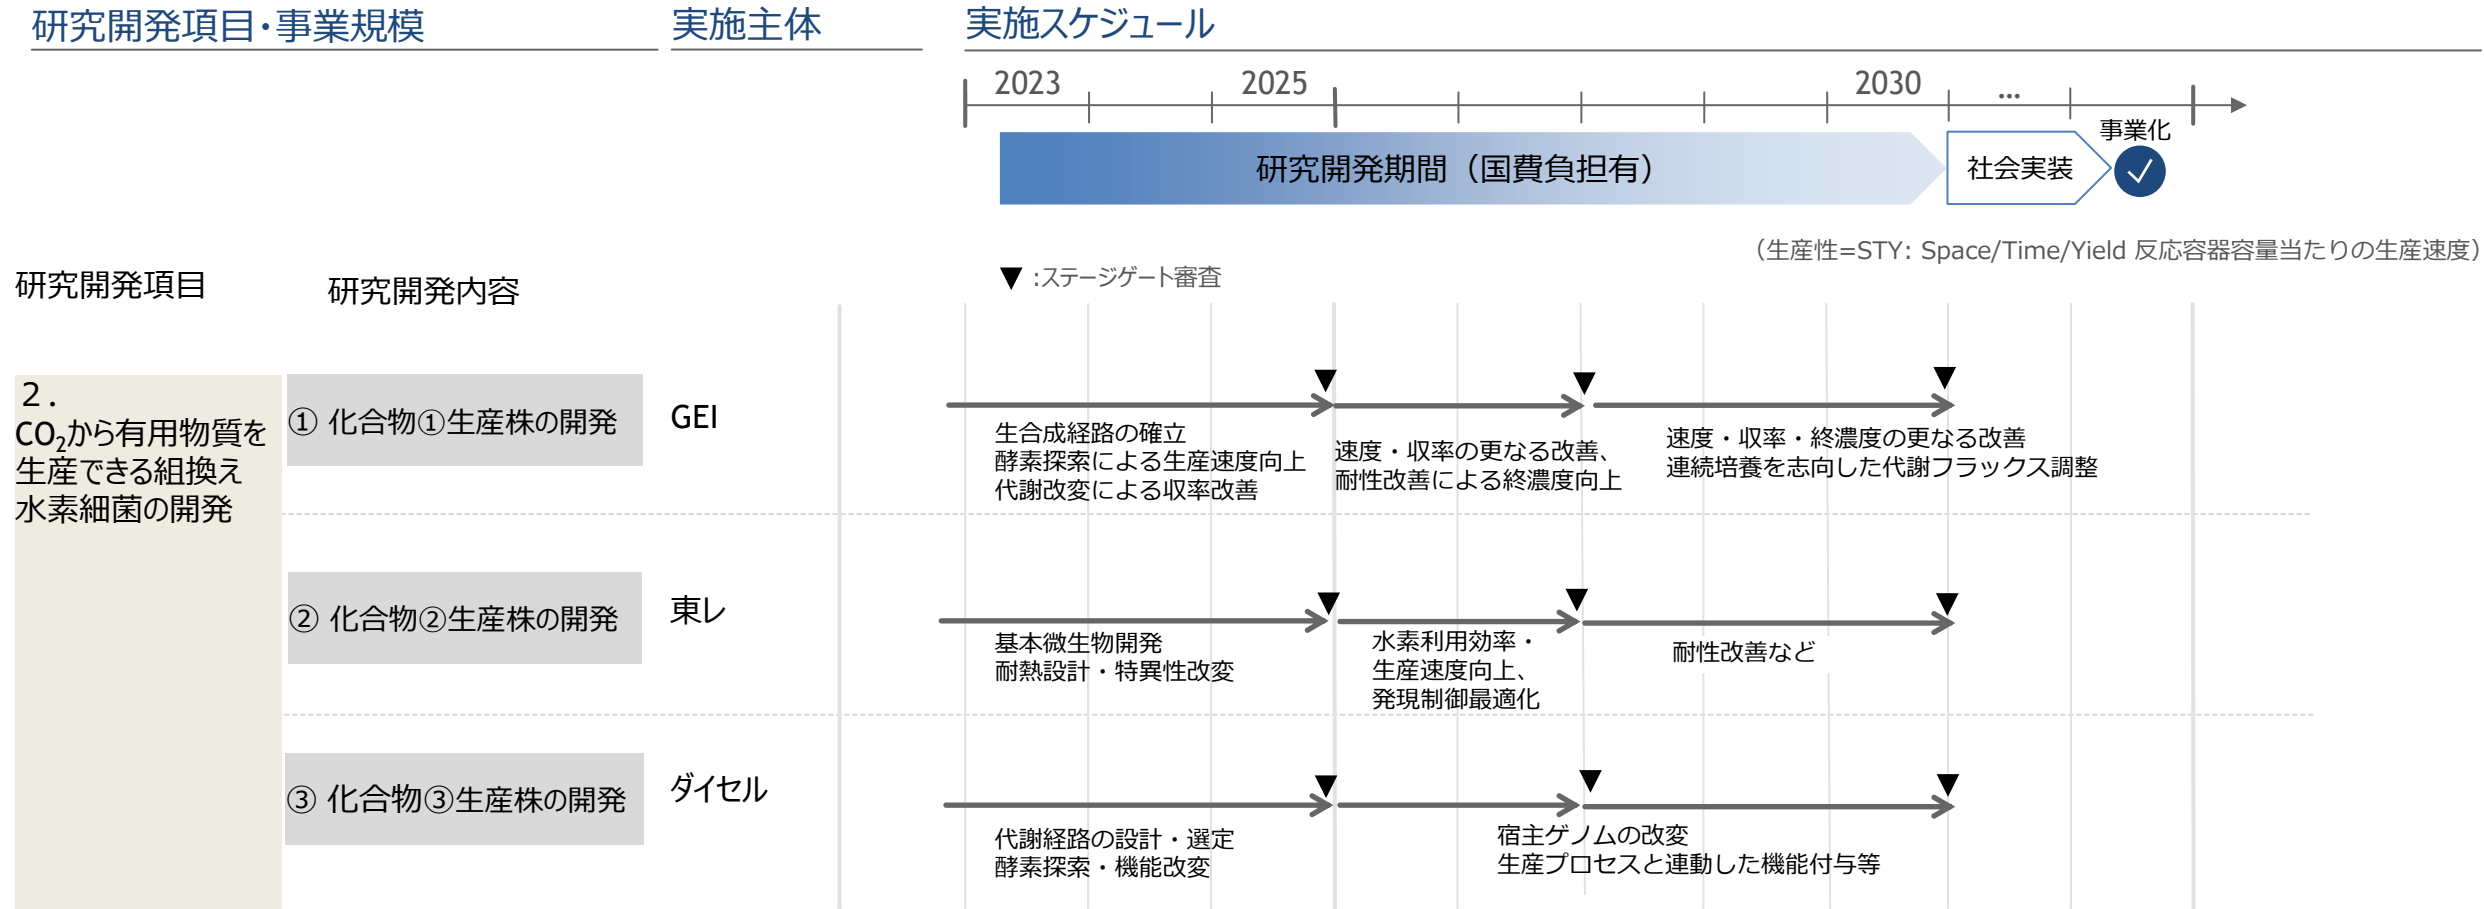 研究開発項目・事業規模
実施主体
実施スケジュール
2023
2025
2030
…
事業化
研究開発期間（国費負担有）
社会実装
（生産性=STY: Space/Time/Yield 反応容器容量当たりの生産速度）
▼ :ステージゲート審査
研究開発項目
研究開発内容
２．
CO₂から有用物質を
生産できる組換え
水素細菌の開発
① 化合物①生産株の開発
GEI
生合成経路の確立
酵素探索による生産速度向上
代謝改変による収率改善
速度・収率の更なる改善、
耐性改善による終濃度向上
速度・収率・終濃度の更なる改善
連続培養を志向した代謝フラックス調整
② 化合物②生産株の開発
東レ
基本微生物開発
耐熱設計・特異性改変
水素利用効率・
生産速度向上、
発現制御最適化
耐性改善など
③ 化合物③生産株の開発
ダイセル
代謝経路の設計・選定
酵素探索・機能改変
宿主ゲノムの改変
生産プロセスと連動した機能付与等